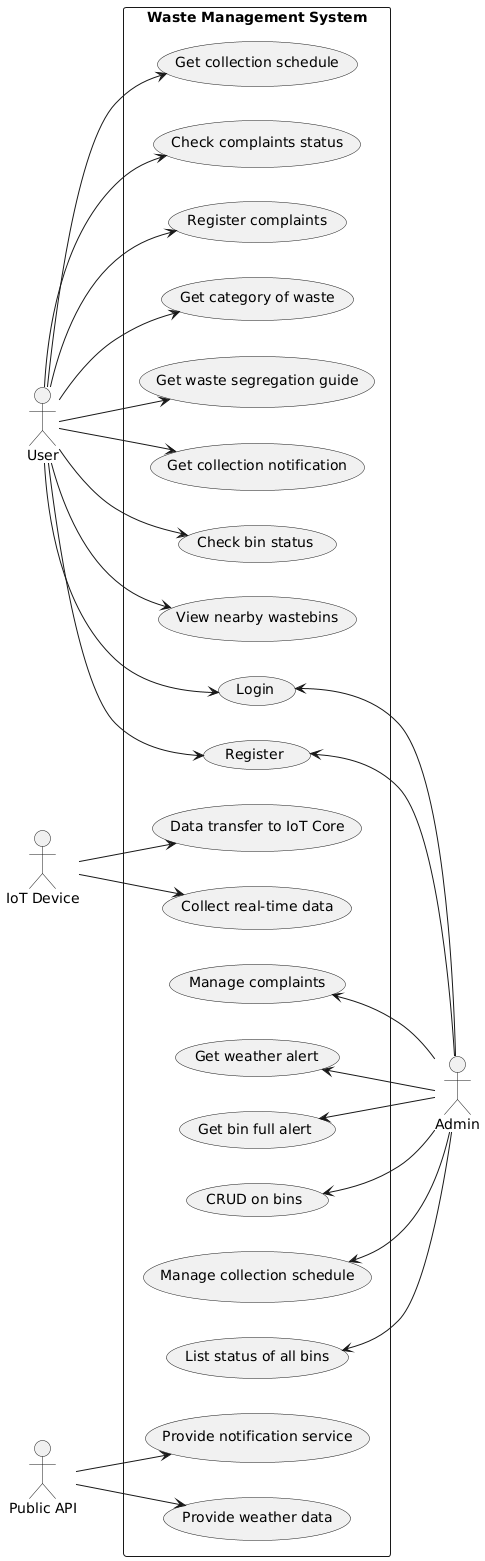 Waste Management System
Get collection schedule
Check complaints status
Register complaints
Get category of waste
Get waste segregation guide
User
Get collection notification
Check bin status
View nearby wastebins
Login
Register
Data transfer to IoT Core
IoT Device
Collect real-time data
Manage complaints
Get weather alert
Admin
Get bin full alert
CRUD on bins
Manage collection schedule
List status of all bins
Provide notification service
Public API
Provide weather data